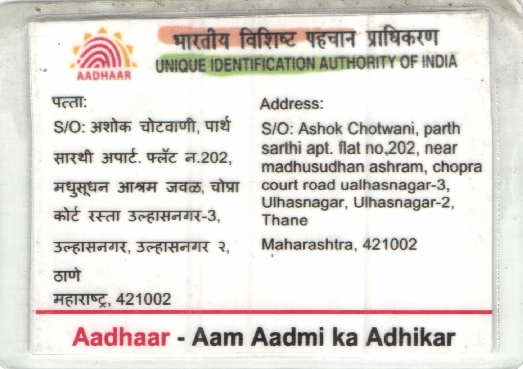 भारतीय विशिष्ट पहचान प्राधिकरण
UNIQUE IDENTIFICATION AUTHORITY OF INDIA
AADHAAR
पत्ता:
S/O: अशोक चोटवाणी, पार्थ
सारथी अपार्ट. फ्लॅट न.202,
मधुसूधन आश्रम जवळ, चोप्रा
कोर्ट रस्ता उल्हासनगर-3,
उल्हासनगर, उल्हासनगर २,
ठाणे
महाराष्ट्र, 421002
Address:
S/O: Ashok Chotwani, parth
sarthi apt. flat no,202, near
madhusudhan ashram, chopra
court road ualhasnagar-3,
Ulhasnagar, Ulhasnagar-2,
Thane
Maharashtra, 421002
Aadhaar - Aam Aadmi ka Adhikar